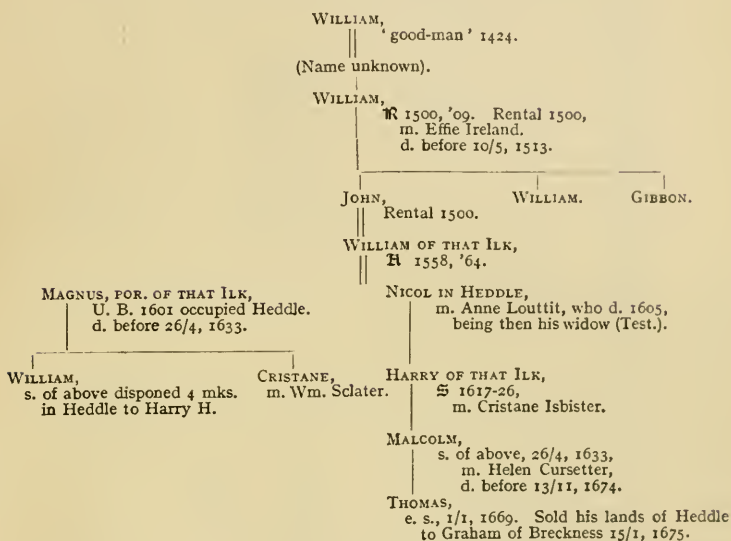 WILLIAM,
‘good-man’ 1424.
(Name unknown).
WILLIAM,
R 1500, ’09. Rental 1500,
m. Effie Ireland.
d. before 10/5, 1513.
JOHN,
Rental 1500.
WILLIAM.
GIBBON.
WILLIAM OF THAT ILK,
H 1558, ’64.
MAGNUS, POR. OF THAT ILK,
U. B. 1601 occupied Heddle.
d. before 26/4, 1633.
NICOL IN HEDDLE,
m. Anne Louttit, who d. 1605,
being then his widow (Test.).
WILLIAM,
s. of above disponed 4 mks.
in Heddle to Harry H.
CRISTANE,
m. Wm. Sclater.
HARRY OF THAT ILK,
S 1617-26,
m. Cristane Isbister.
MALCOLM,
s. of above, 26/4, 1633,
m. Helen Cursetter,
d. before 13/11, 1674.
THOMAS,
e. s., 1/1, 1669. Sold his lands of Heddle
to Graham of Breckness 15/1, 1675.